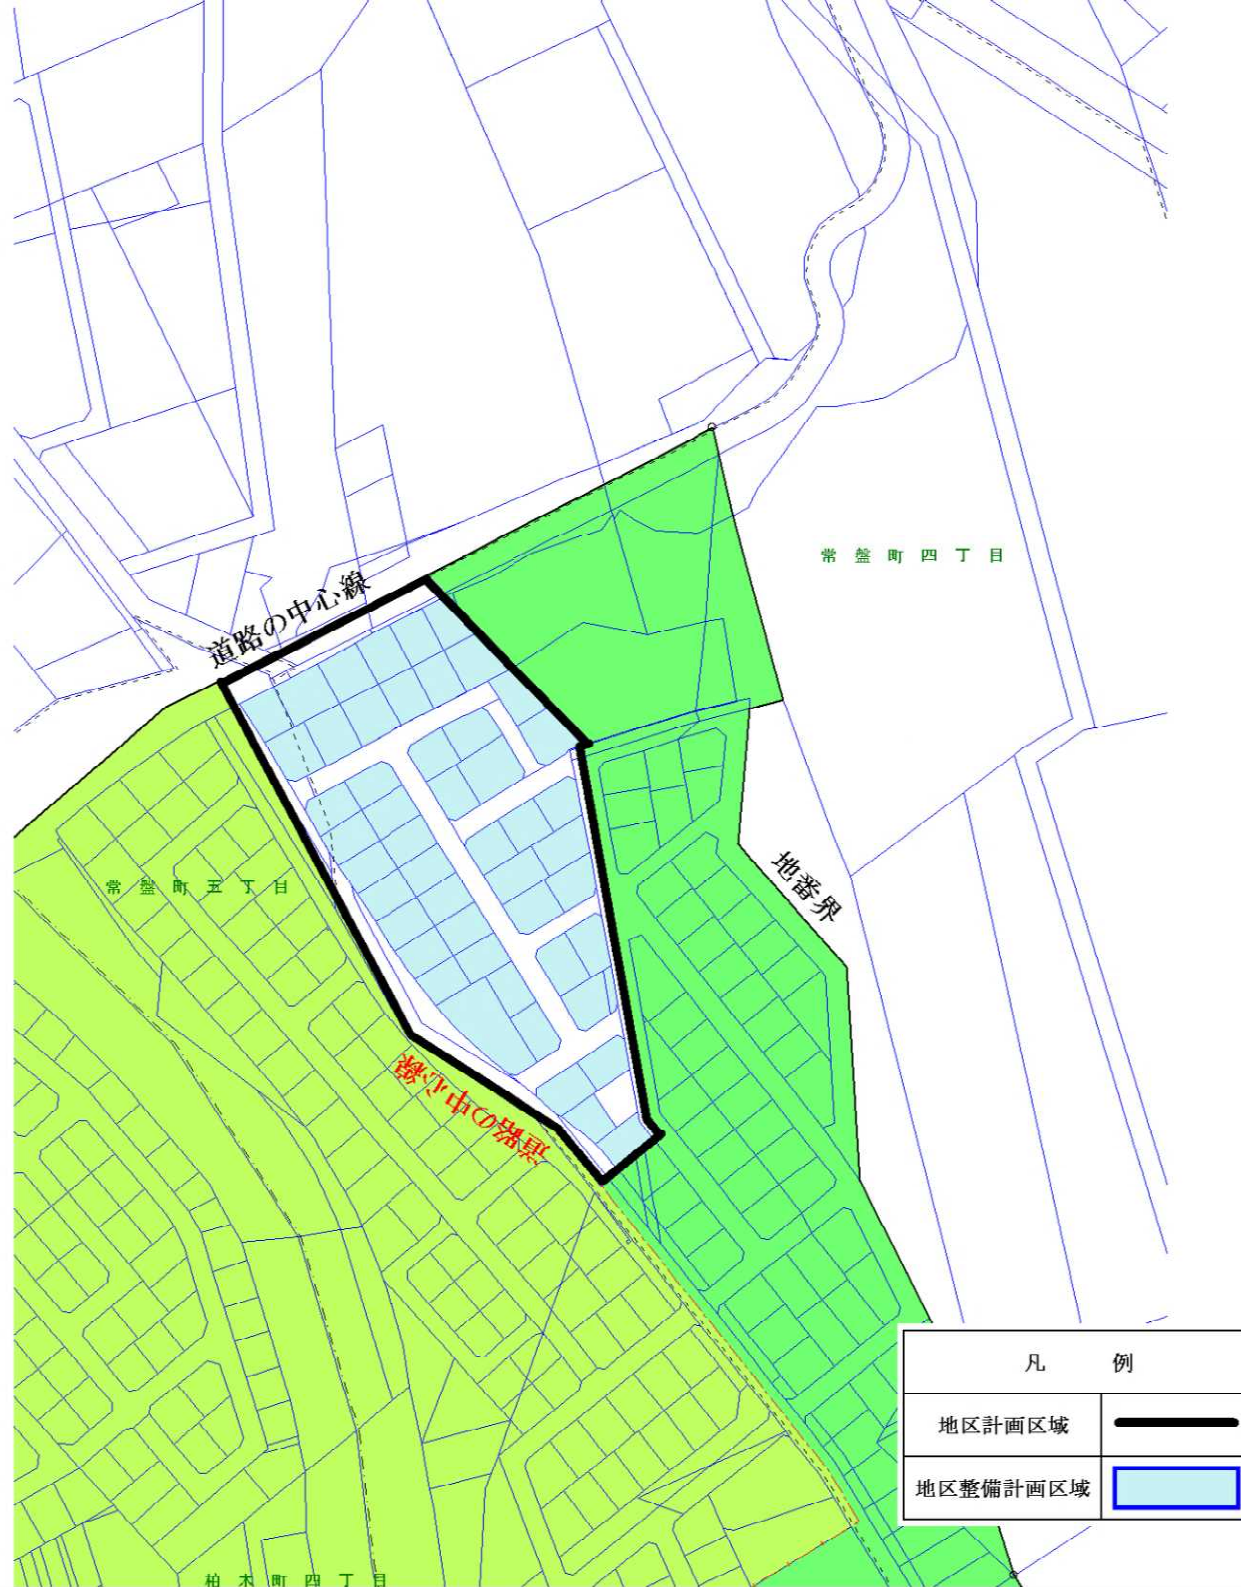 常盤町四丁目
道路の中心線
地番界
常盤町五丁目
道路の中心線
凡例
地区計画区域
地区整備計画区域
柏木町四丁目